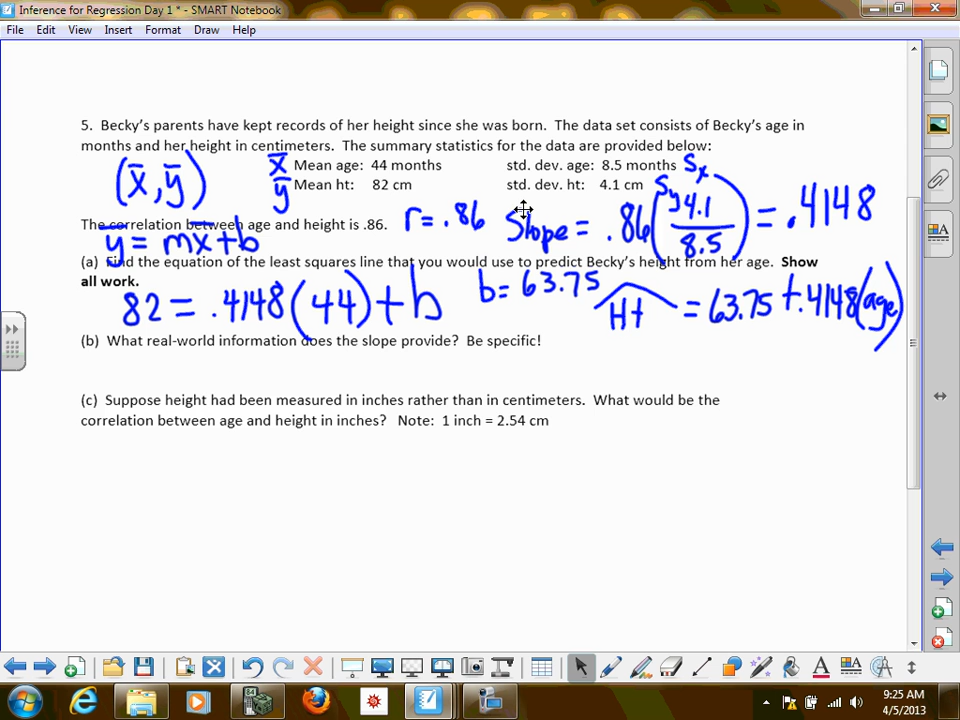 Inference for Regression Day 1 * - SMART Notebook
File Edit View Insert Format Draw Help
5. Becky's parents have kept records of her height since she was born. The data set consists of Becky's age in
months and her height in centimeters. The summary statistics for the data are provided below:
(x̄, ȳ) x̄ Mean age: 44 months std. dev. age: 8.5 months Sx
ȳ Mean ht: 82 cm std. dev. ht: 4.1 cm Sy
The correlation between age and height is .86. r = .86 Slope = .86(4.1/8.5) = .4148
ȳ = mx̄ + b
(a) Find the equation of the least squares line that you would use to predict Becky's height from her age. Show
all work.
82 = .4148(44) + b b = 63.75 Ht = 63.75 + .4148(age)
(b) What real-world information does the slope provide? Be specific!
(c) Suppose height had been measured in inches rather than in centimeters. What would be the
correlation between age and height in inches? Note: 1 inch = 2.54 cm
9:25 AM
4/5/2013